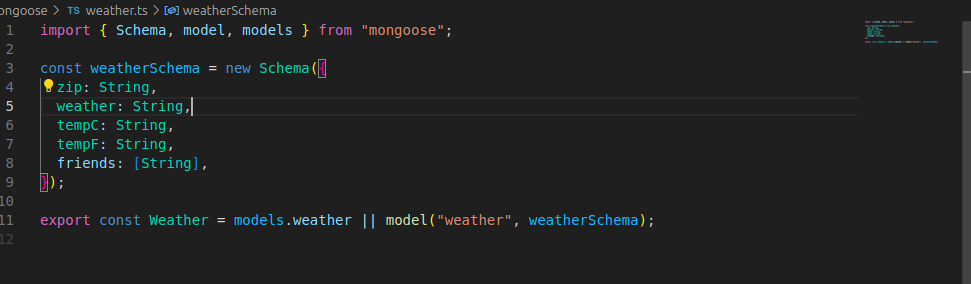 ongoose > TS weather.ts > weatherSchema
1 import { Schema, model, models } from "mongoose";
2
3 const weatherSchema = new Schema({
4 zip: String,
5 weather: String,
6 tempC: String,
7 tempF: String,
8 friends: [String],
9 });
10
11 export const Weather = models.weather || model("weather", weatherSchema);
12